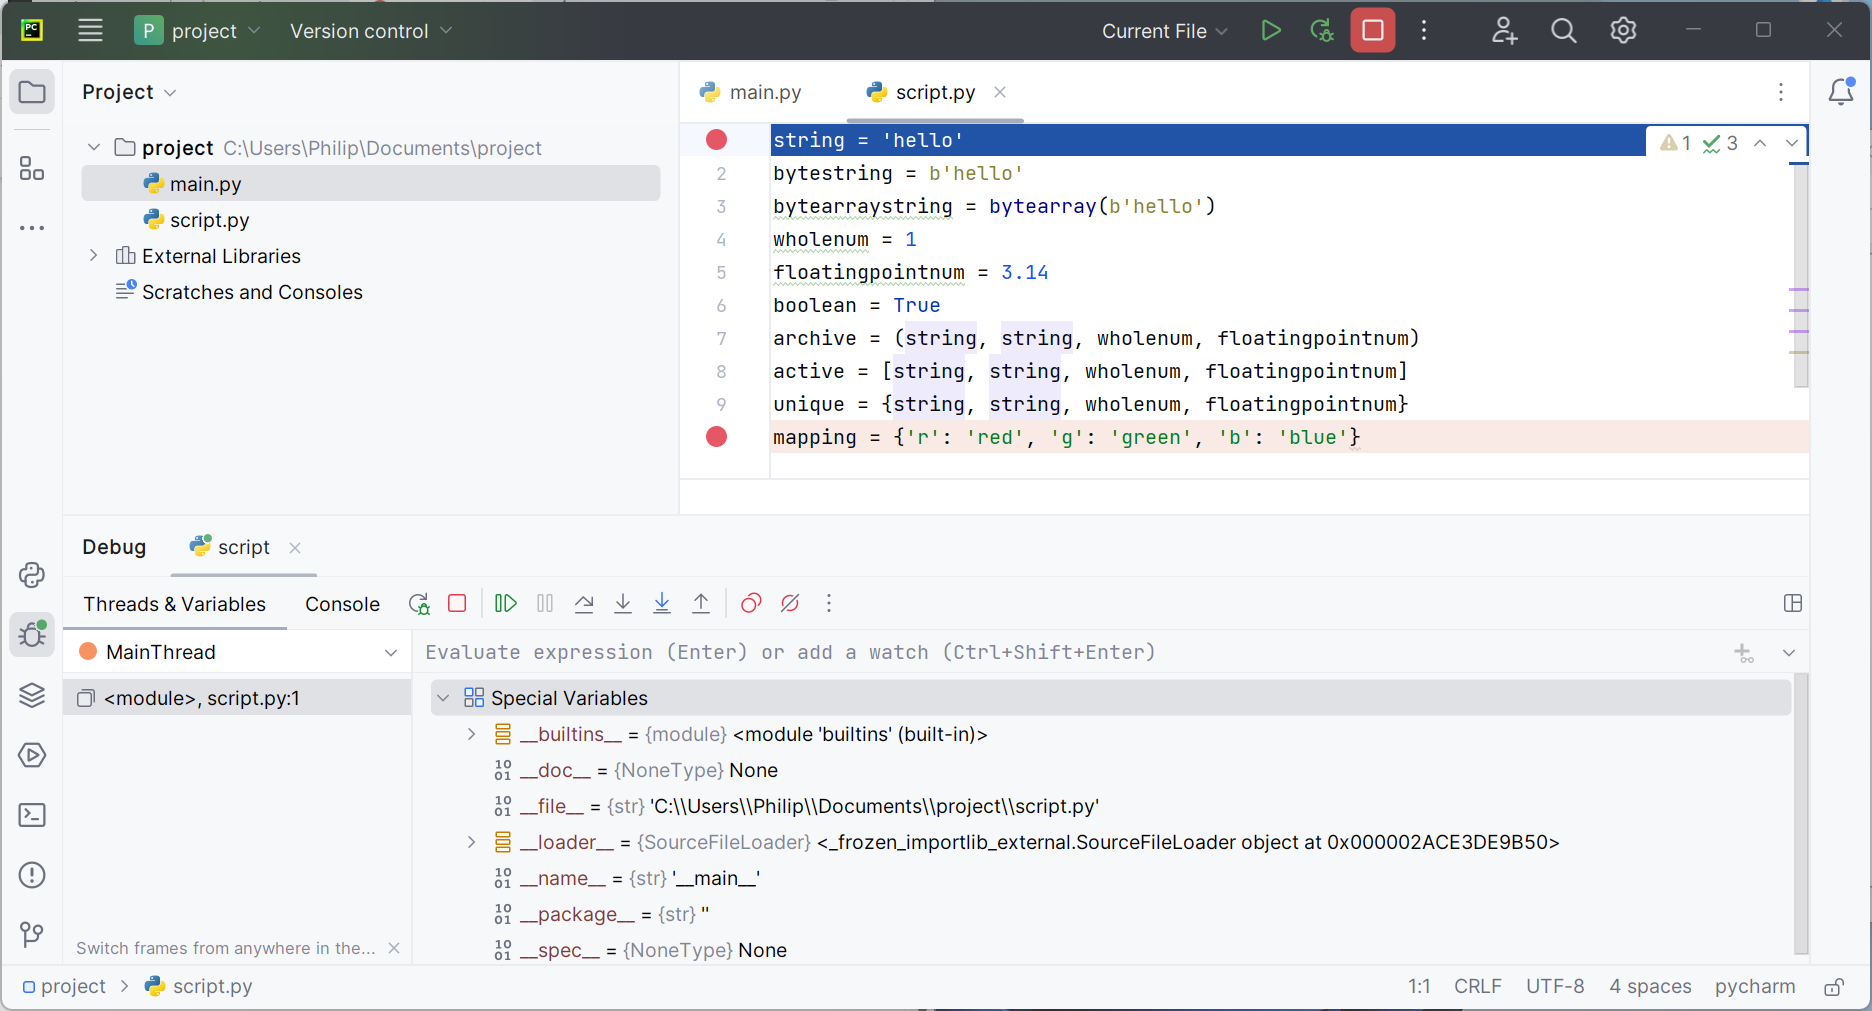 PC
P project Version control Current File
Project
main.py script.py
project C:\Users\Philip\Documents\project
main.py
script.py
External Libraries
Scratches and Consoles
string = 'hello'
1 3
2 bytestring = b'hello'
3 bytearraystring = bytearray(b'hello')
4 wholenum = 1
5 floatingpointnum = 3.14
6 boolean = True
7 archive = (string, string, wholenum, floatingpointnum)
8 active = [string, string, wholenum, floatingpointnum]
9 unique = {string, string, wholenum, floatingpointnum}
mapping = {'r': 'red', 'g': 'green', 'b': 'blue'}
Debug script
Threads & Variables Console
MainThread
Evaluate expression (Enter) or add a watch (Ctrl+Shift+Enter)
<module>, script.py:1
Special Variables
__builtins__ = {module} <module 'builtins' (built-in)>
__doc__ = {NoneType} None
__file__ = {str} 'C:\\Users\\Philip\\Documents\\project\\script.py'
__loader__ = {SourceFileLoader} <_frozen_importlib_external.SourceFileLoader object at 0x000002ACE3DE9B50>
__name__ = {str} '__main__'
__package__ = {str} ''
__spec__ = {NoneType} None
Switch frames from anywhere in the...
project script.py
1:1 CRLF UTF-8 4 spaces pycharm